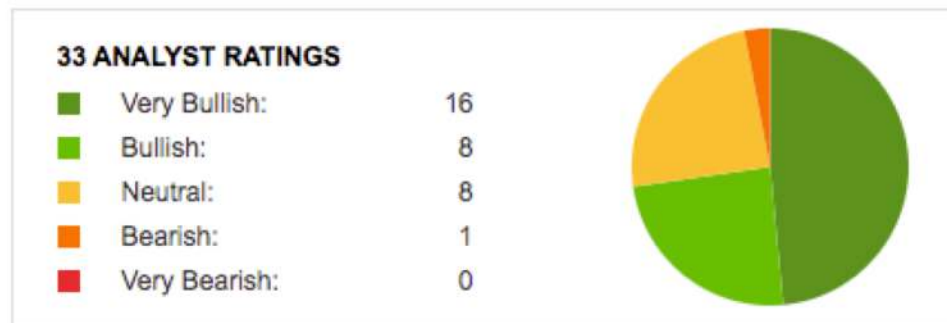 33 ANALYST RATINGS
Very Bullish: 16
Bullish: 8
Neutral: 8
Bearish: 1
Very Bearish: 0